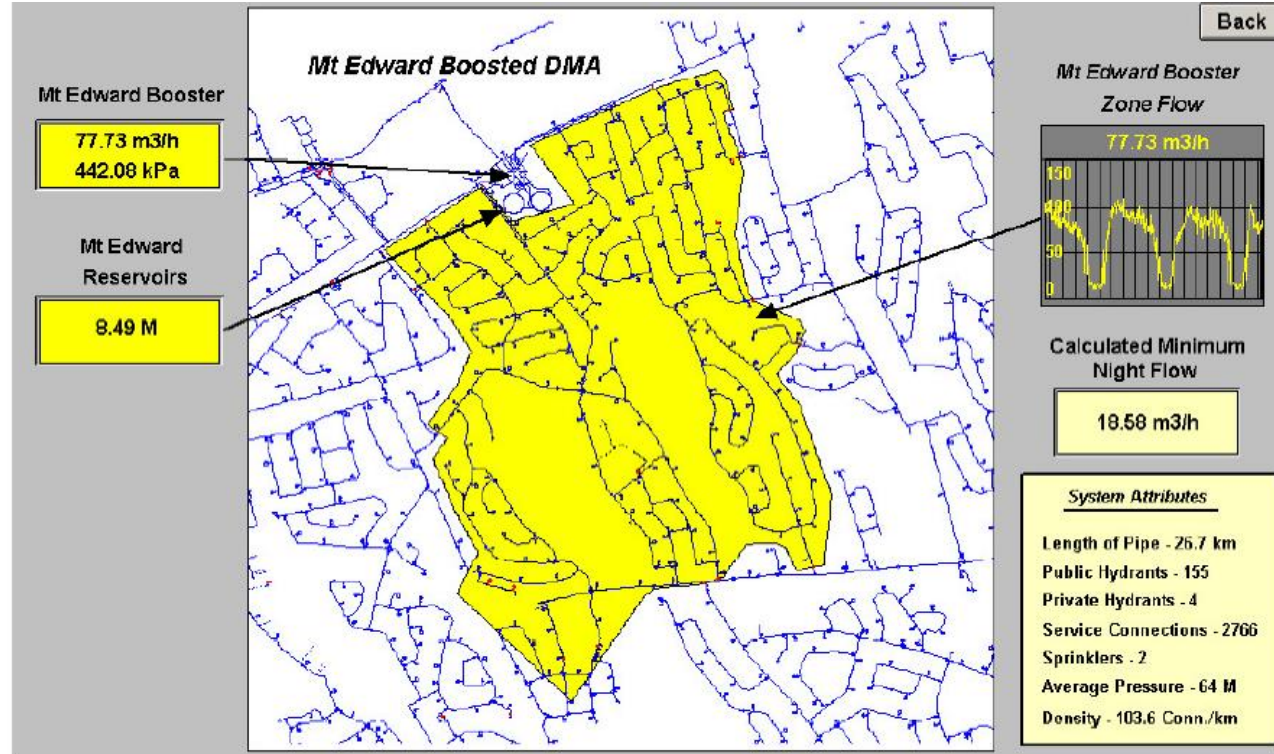 Back
Mt Edward Boosted DMA
Mt Edward Booster
77.73 m3/h
442.08 kPa
Mt Edward
Reservoirs
8.49 M
Mt Edward Booster
Zone Flow
77.73 m3/h
150
100
50
0
Calculated Minimum
Night Flow
18.58 m3/h
System Attributes
Length of Pipe - 26.7 km
Public Hydrants - 155
Private Hydrants - 4
Service Connections - 2766
Sprinklers - 2
Average Pressure - 64 M
Density - 103.6 Conn./km